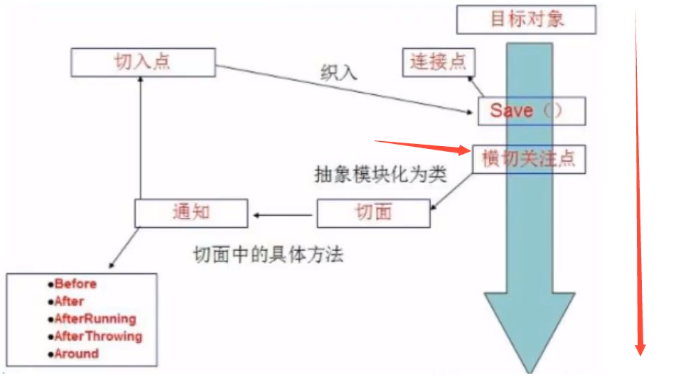 目标对象
切入点
织入
连接点
Save（）
横切关注点
抽象模块化为类
通知
切面
切面中的具体方法
●Before
●After
●AfterRunning
●AfterThrowing
●Around